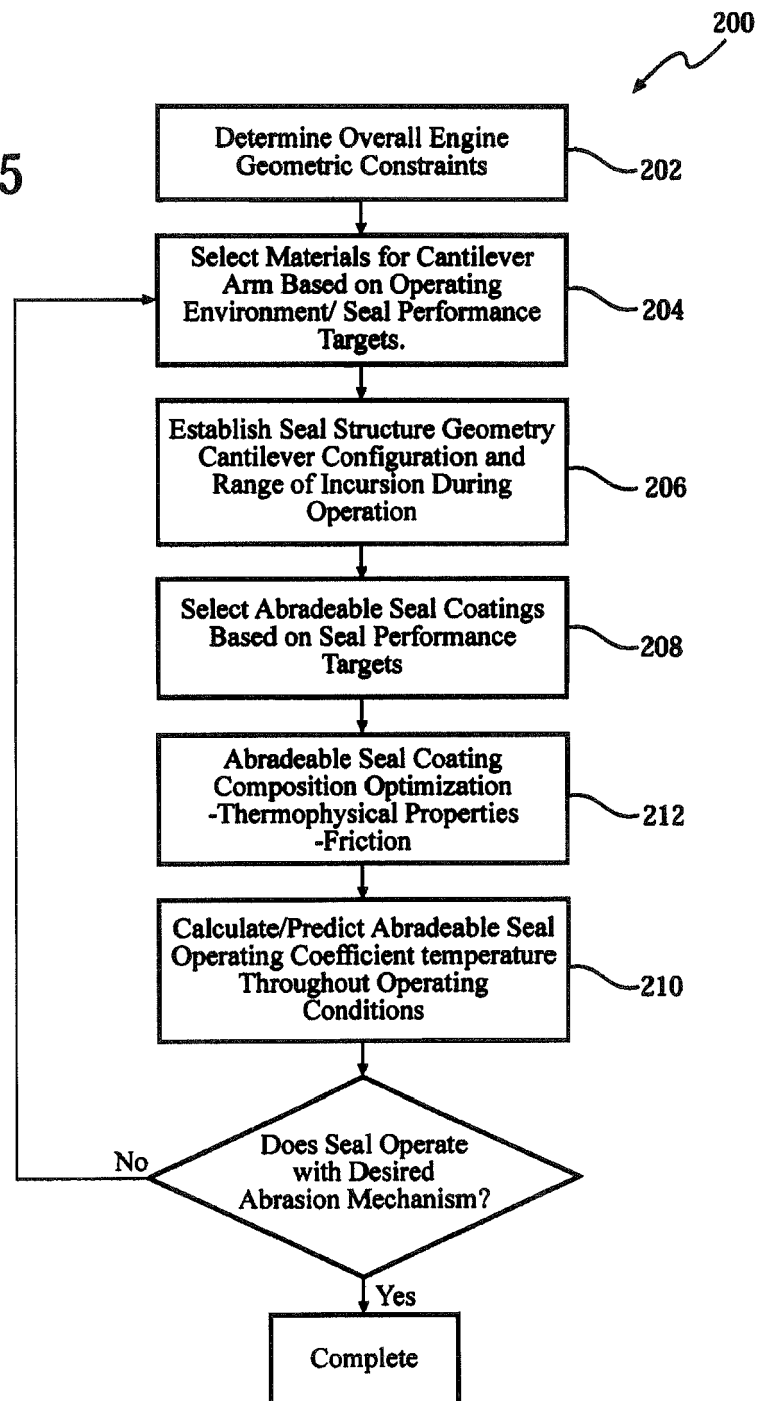 200
5
Determine Overall Engine
Geometric Constraints
202
Select Materials for Cantilever
Arm Based on Operating
Environment/ Seal Performance
Targets.
204
Establish Seal Structure Geometry
Cantilever Configuration and
Range of Incursion During
Operation
206
Select Abradeable Seal Coatings
Based on Seal Performance
Targets
208
Abradeable Seal Coating
Composition Optimization
-Thermophysical Properties
-Friction
212
Calculate/Predict Abradeable Seal
Operating Coefficient temperature
Throughout Operating
Conditions
210
Does Seal Operate
with Desired
Abrasion Mechanism?
No
Yes
Complete